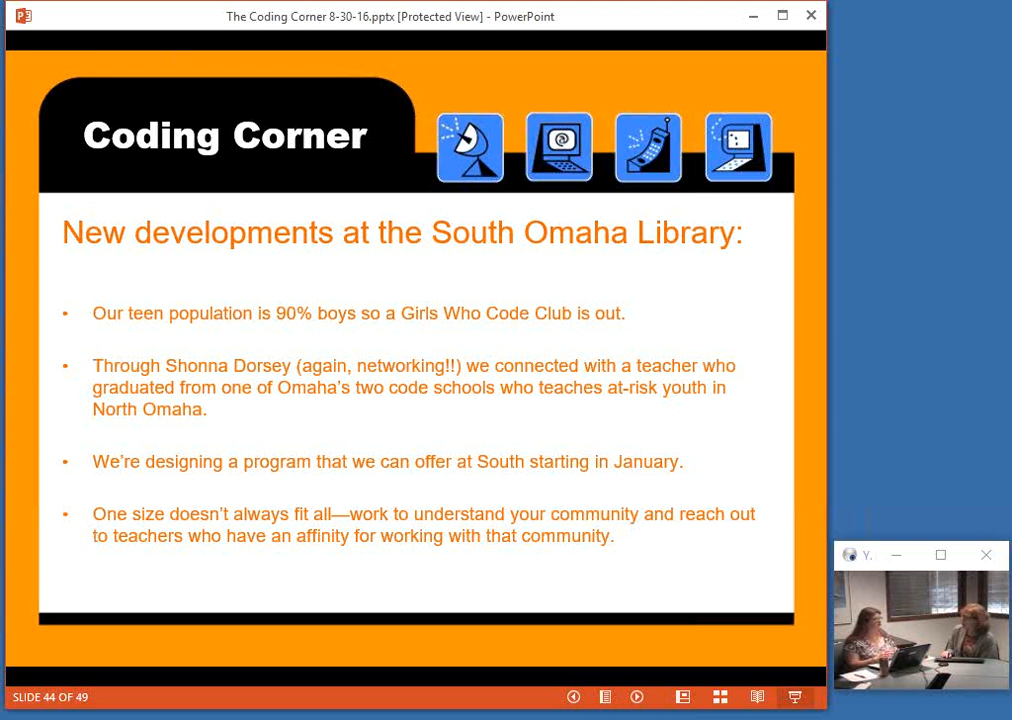 The Coding Corner 8-30-16.pptx [Protected View] - PowerPoint
Coding Corner
New developments at the South Omaha Library:
• Our teen population is 90% boys so a Girls Who Code Club is out.
• Through Shonna Dorsey (again, networking!!) we connected with a teacher who
graduated from one of Omaha's two code schools who teaches at-risk youth in
North Omaha.
• We're designing a program that we can offer at South starting in January.
• One size doesn't always fit all—work to understand your community and reach out
to teachers who have an affinity for working with that community.
Y.
SLIDE 44 OF 49